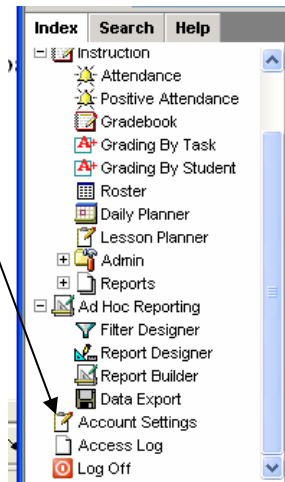 Index Search Help
Instruction
Attendance
Positive Attendance
Gradebook
A+ Grading By Task
A+ Grading By Student
Roster
Daily Planner
Lesson Planner
Admin
Reports
Ad Hoc Reporting
Filter Designer
Report Designer
Report Builder
Data Export
Account Settings
Access Log
Log Off